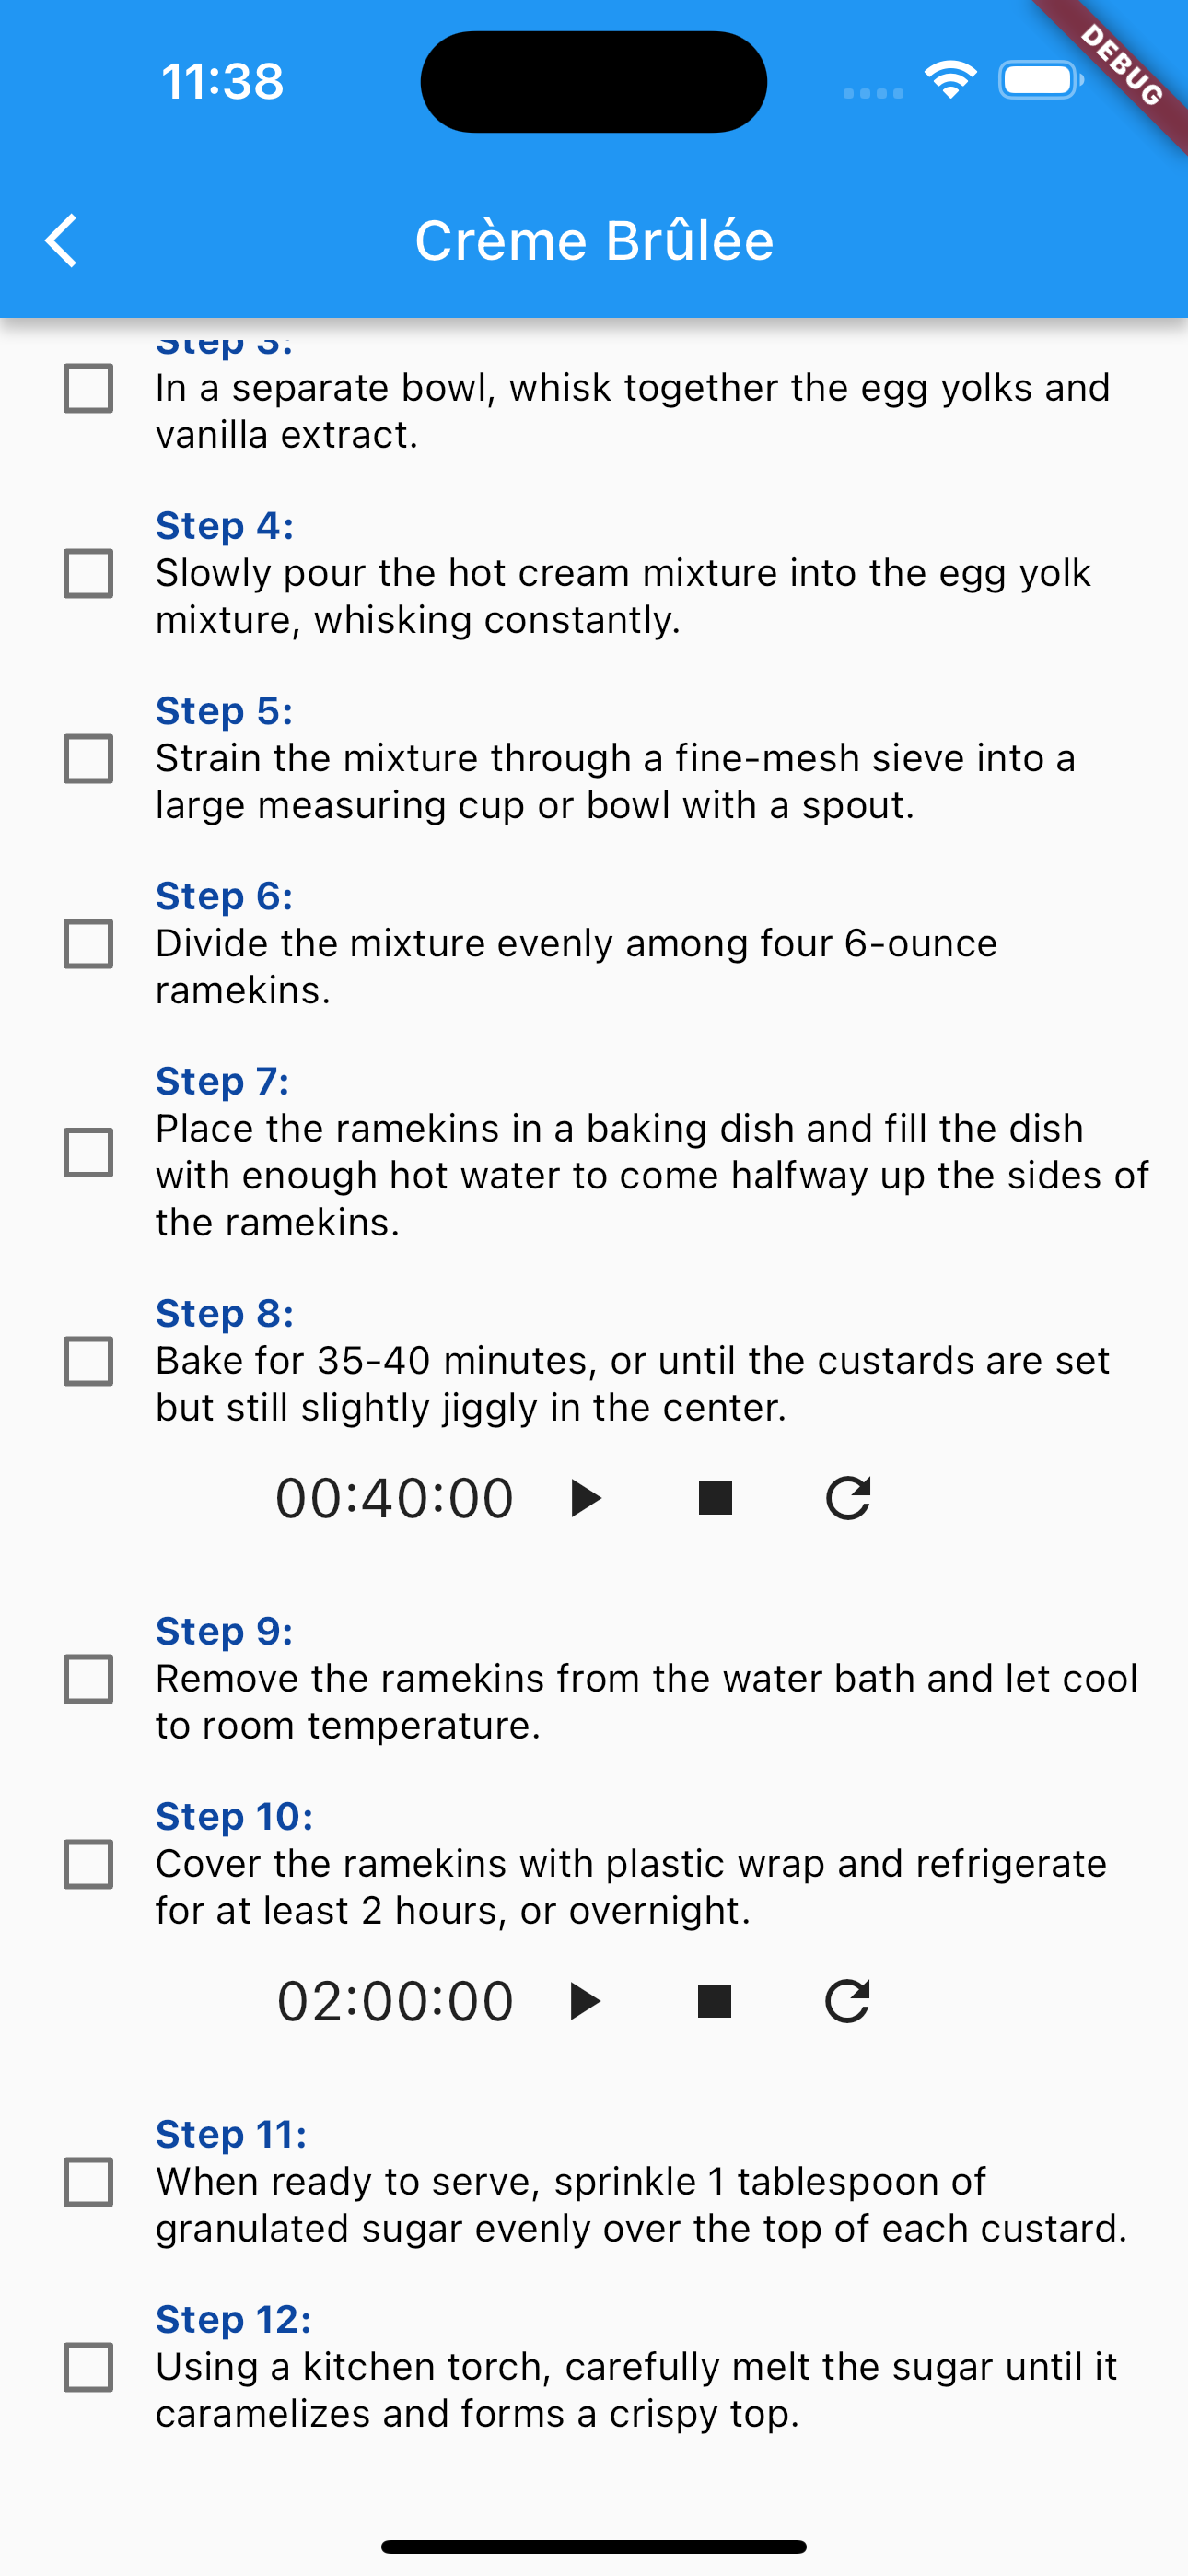 11:38
DEBUG
Crème Brûlée
Step 3:
In a separate bowl, whisk together the egg yolks and
vanilla extract.
Step 4:
Slowly pour the hot cream mixture into the egg yolk
mixture, whisking constantly.
Step 5:
Strain the mixture through a fine-mesh sieve into a
large measuring cup or bowl with a spout.
Step 6:
Divide the mixture evenly among four 6-ounce
ramekins.
Step 7:
Place the ramekins in a baking dish and fill the dish
with enough hot water to come halfway up the sides of
the ramekins.
Step 8:
Bake for 35-40 minutes, or until the custards are set
but still slightly jiggly in the center.
00:40:00
Step 9:
Remove the ramekins from the water bath and let cool
to room temperature.
Step 10:
Cover the ramekins with plastic wrap and refrigerate
for at least 2 hours, or overnight.
02:00:00
Step 11:
When ready to serve, sprinkle 1 tablespoon of
granulated sugar evenly over the top of each custard.
Step 12:
Using a kitchen torch, carefully melt the sugar until it
caramelizes and forms a crispy top.